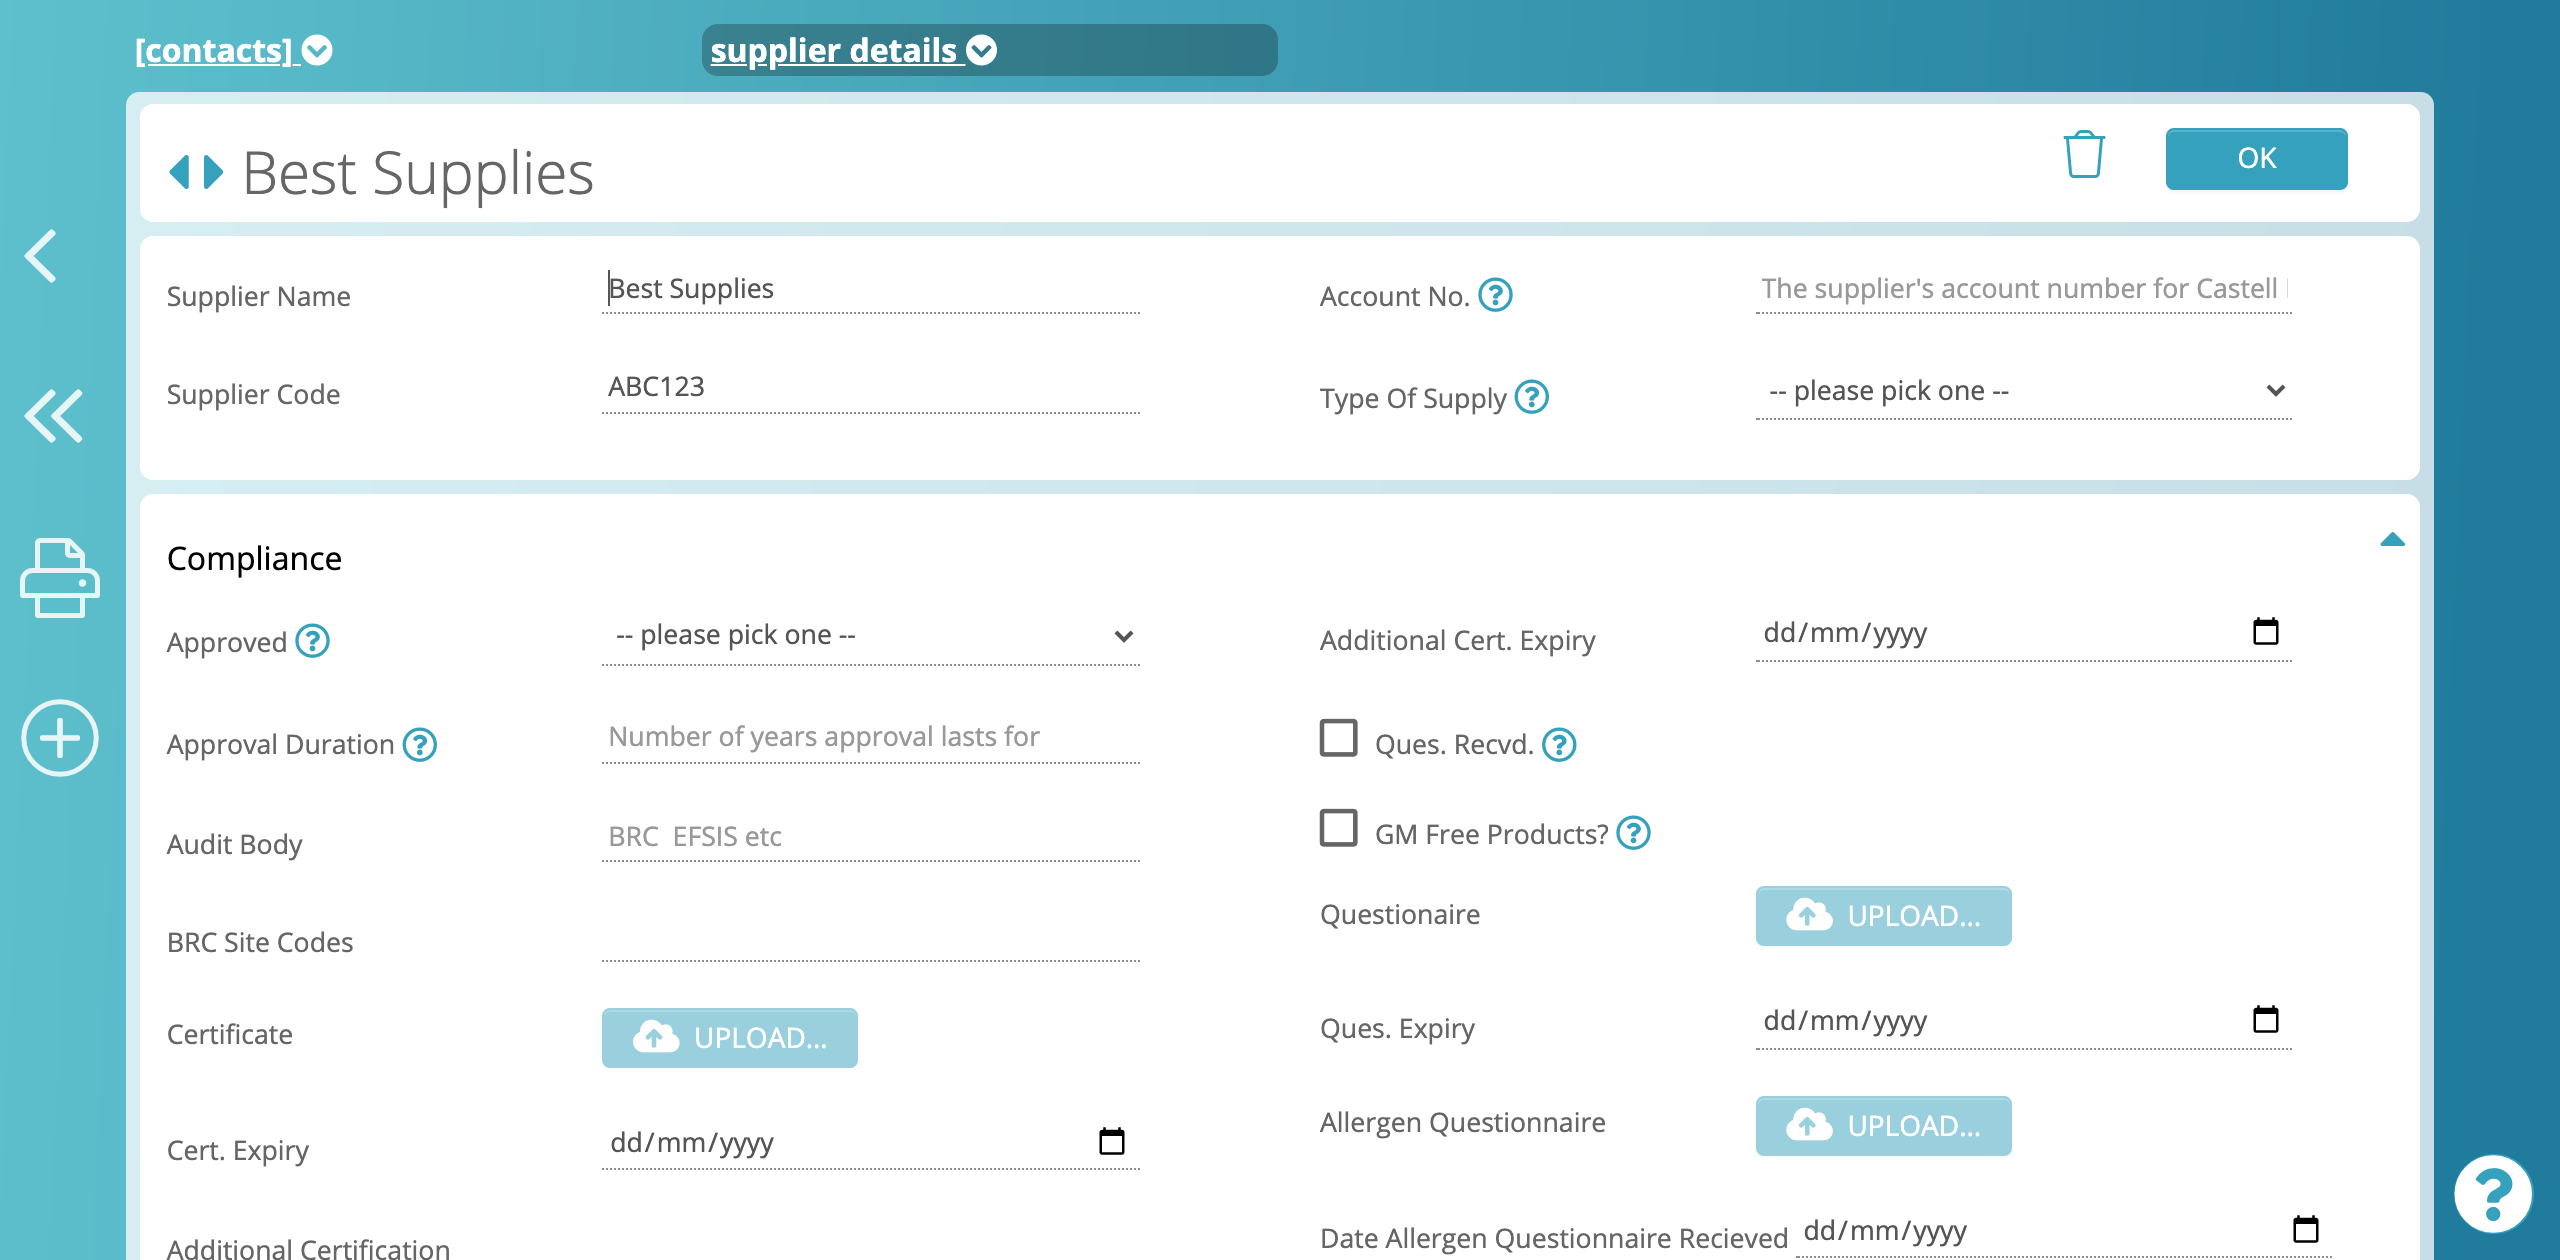 [contacts]
supplier details
Best Supplies
OK
Supplier Name
Best Supplies
Account No. ?
The supplier's account number for Castell
Supplier Code
ABC123
Type Of Supply ?
-- please pick one --
Compliance
Approved ?
-- please pick one --
Additional Cert. Expiry
dd/mm/yyyy
Approval Duration ?
Number of years approval lasts for
Ques. Recvd. ?
Audit Body
BRC  EFSIS etc
GM Free Products? ?
BRC Site Codes
Questionaire
UPLOAD...
Certificate
UPLOAD...
Ques. Expiry
dd/mm/yyyy
Cert. Expiry
dd/mm/yyyy
Allergen Questionnaire
UPLOAD...
Additional Certification
Date Allergen Questionnaire Recieved
dd/mm/yyyy
?